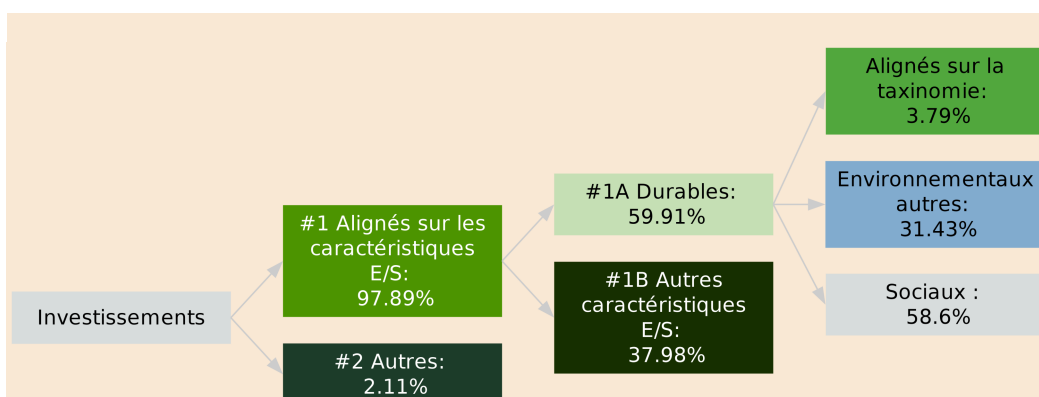 Investissements
#1 Alignés sur les
caractéristiques
E/S:
97.89%
#2 Autres:
2.11%
#1A Durables:
59.91%
#1B Autres
caractéristiques
E/S:
37.98%
Alignés sur la
taxinomie:
3.79%
Environnementaux
autres:
31.43%
Sociaux :
58.6%